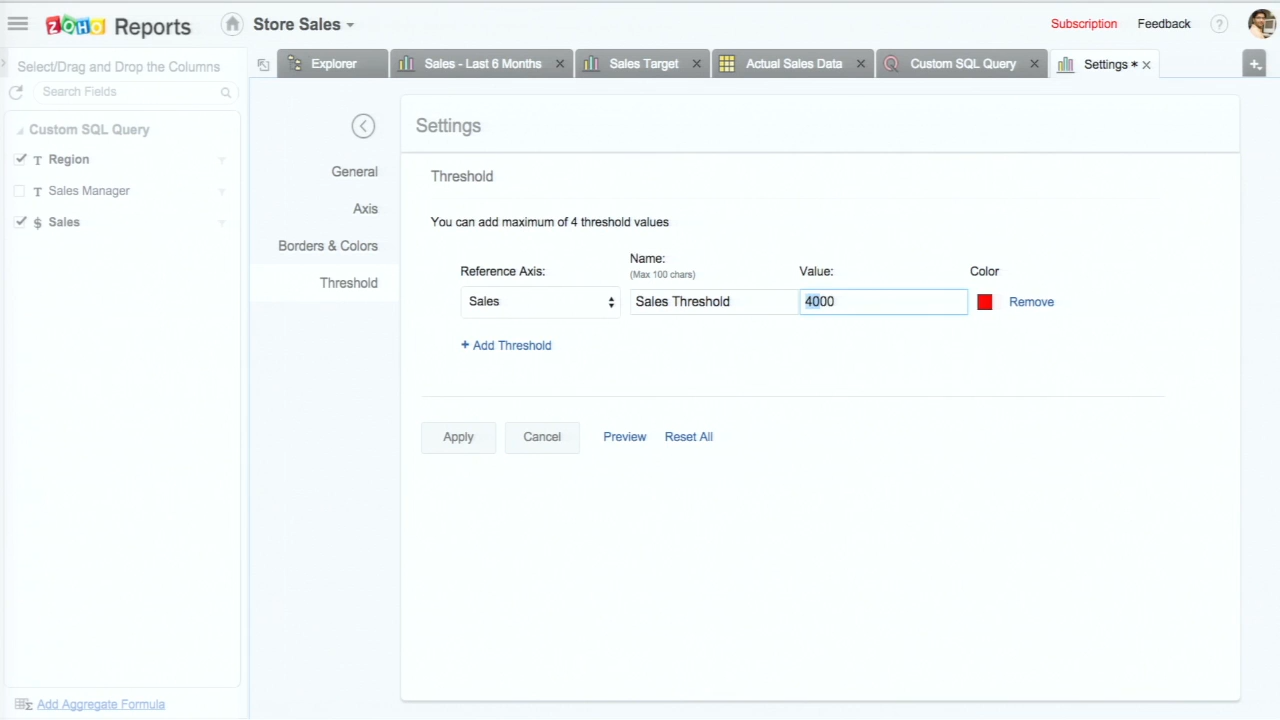 ZOHO Reports
Store Sales
Subscription
Feedback
?
Select/Drag and Drop the Columns
Explorer
Sales - Last 6 Months
Sales Target
Actual Sales Data
Custom SQL Query
Settings *
Search Fields
Custom SQL Query
T Region
T Sales Manager
$ Sales
General
Axis
Borders & Colors
Threshold
Settings
Threshold
You can add maximum of 4 threshold values
Reference Axis:
Name:
(Max 100 chars)
Value:
Color
Sales
Sales Threshold
4000
Remove
+ Add Threshold
Apply
Cancel
Preview
Reset All
Add Aggregate Formula